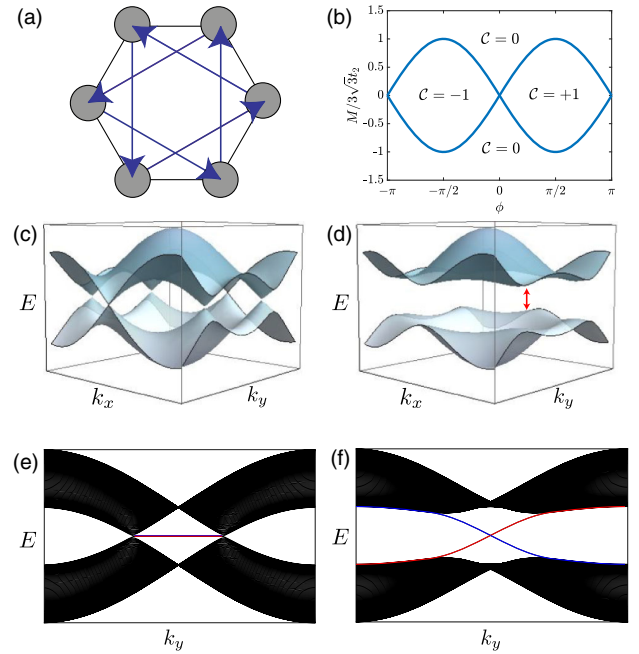 (a)
(b)
1.5
1
0.5
0
-0.5
-1
-1.5
M/3√3t₂
C = 0
C = −1
C = +1
C = 0
−π
−π/2
0
π/2
π
ϕ
(c)
(d)
E
E
kₓ
k_y
kₓ
k_y
(e)
(f)
E
E
k_y
k_y